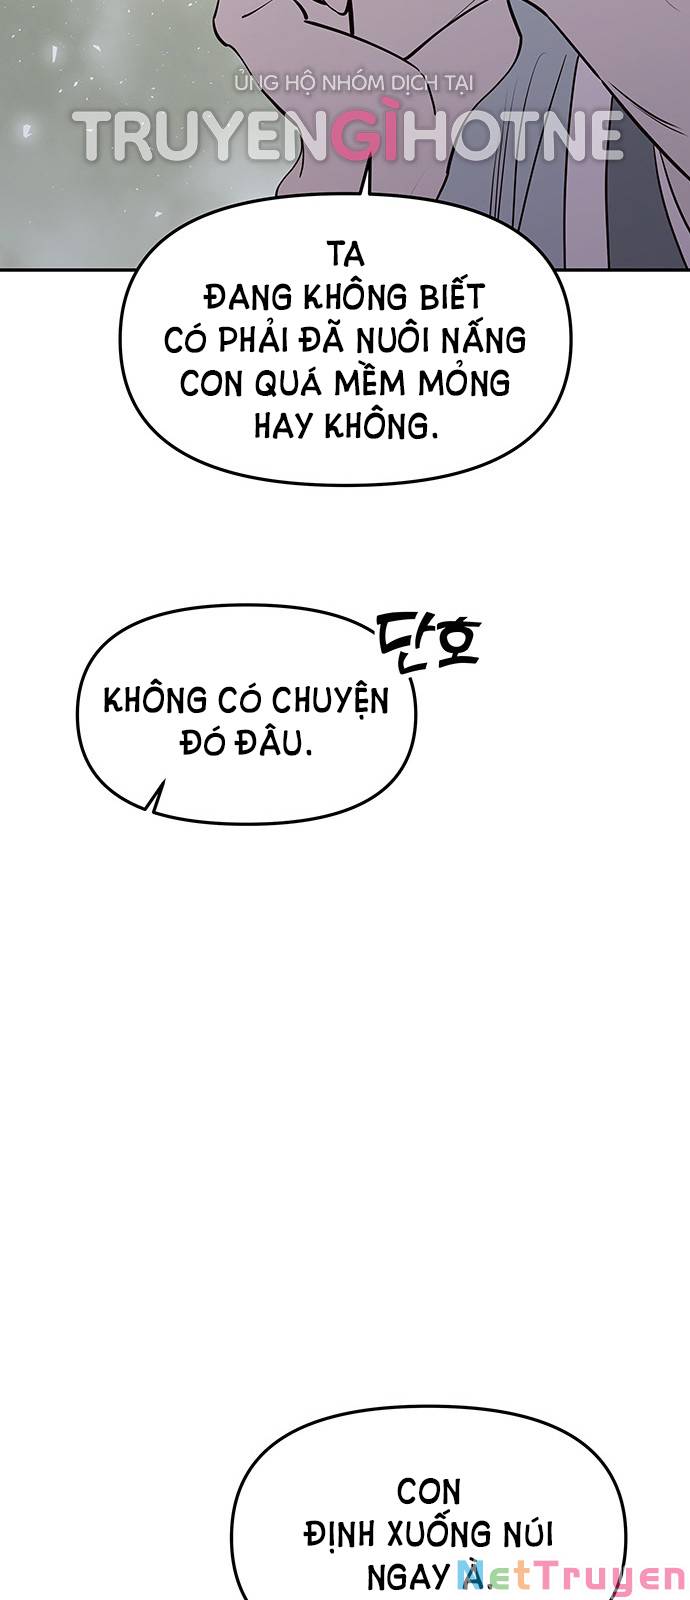 ỦNG HỘ NHÓM DỊCH TẠI
TRUYENGÌHOTNE
TA
ĐANG KHÔNG BIẾT
CÓ PHẢI ĐÃ NUÔI NẤNG
CON QUÁ MỀM MỎNG
HAY KHÔNG.
단호
KHÔNG CÓ CHUYỆN
ĐÓ ĐÂU.
CON
ĐỊNH XUỐNG NÚI
NGAY À.
NetTruyen